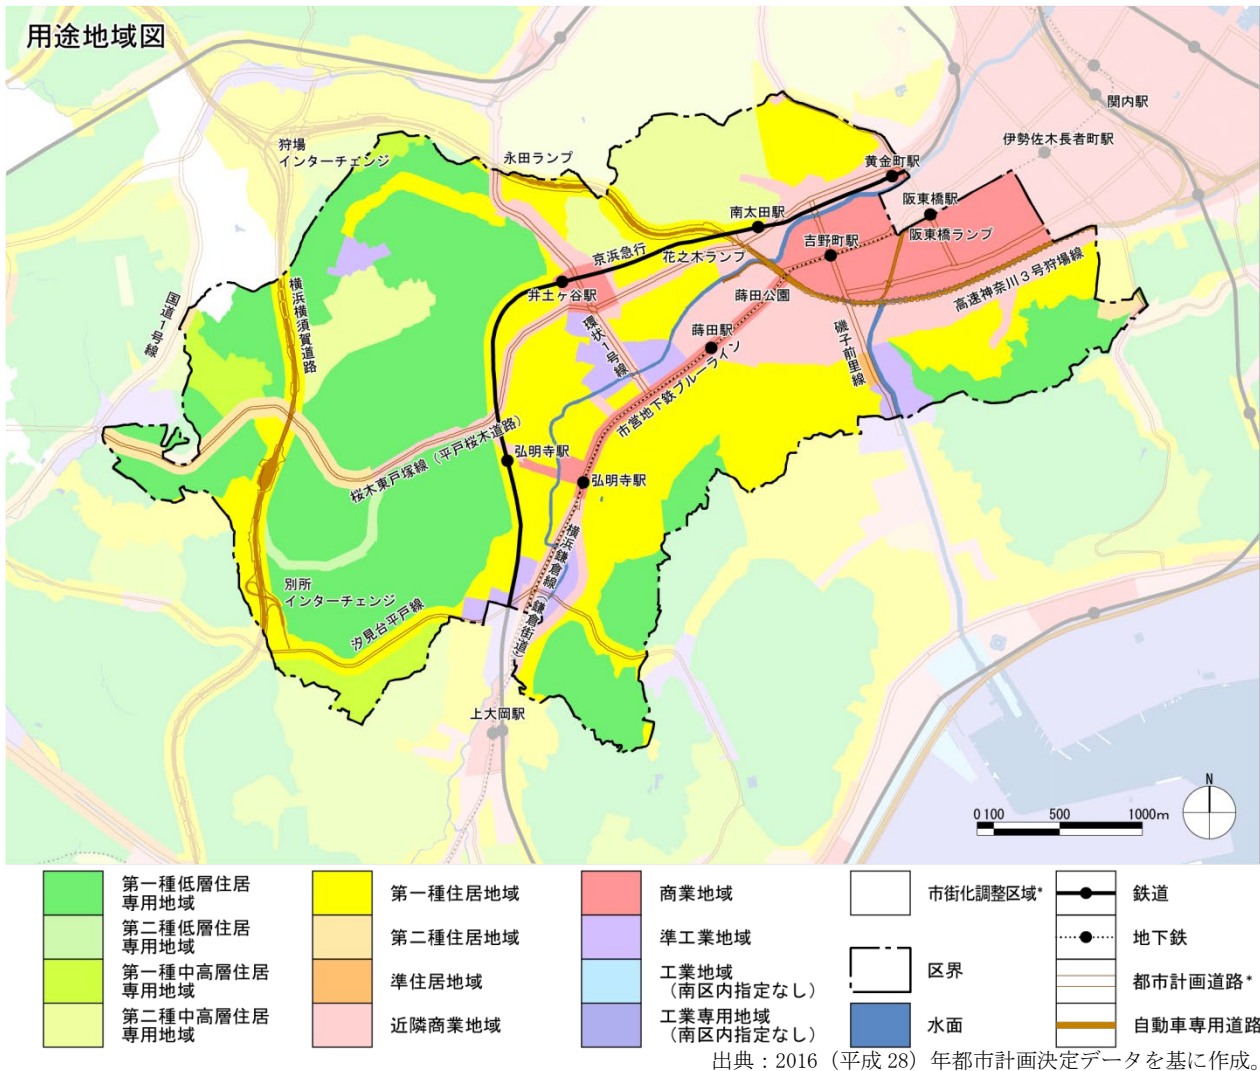 用途地域図
関内駅
伊勢佐木長者町駅
狩場
インターチェンジ
永田ランプ
黄金町駅
阪東橋駅
南太田駅
阪東橋ランプ
吉野町駅
京浜急行
花之木ランプ
井土ヶ谷駅
蒔田公園
高速神奈川3号狩場線
横浜横須賀道路
国道1号線
環状1号線
蒔田駅
磯子前里線
市営地下鉄ブルーライン
桜木東戸塚線(平戸桜木道路)
弘明寺駅
弘明寺駅
横浜鎌倉線(鎌倉街道)
別所
インターチェンジ
汐見台平戸線
上大岡駅
N
0 100 500 1000m
第一種低層住居
専用地域
第二種低層住居
専用地域
第一種中高層住居
専用地域
第二種中高層住居
専用地域
第一種住居地域
第二種住居地域
準住居地域
近隣商業地域
商業地域
準工業地域
工業地域
(南区内指定なし)
工業専用地域
(南区内指定なし)
市街化調整区域*
区界
水面
鉄道
地下鉄
都市計画道路*
自動車専用道路
出典:2016(平成28)年都市計画決定データを基に作成。